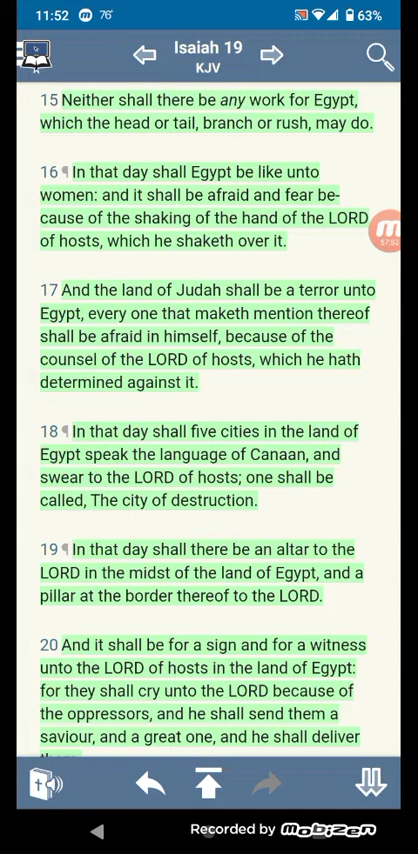 11:52 76° 63%
Isaiah 19
KJV
15 Neither shall there be any work for Egypt,
which the head or tail, branch or rush, may do.
16 ¶ In that day shall Egypt be like unto
women: and it shall be afraid and fear be-
cause of the shaking of the hand of the LORD
of hosts, which he shaketh over it.
57:52
17 And the land of Judah shall be a terror unto
Egypt, every one that maketh mention thereof
shall be afraid in himself, because of the
counsel of the LORD of hosts, which he hath
determined against it.
18 ¶ In that day shall five cities in the land of
Egypt speak the language of Canaan, and
swear to the LORD of hosts; one shall be
called, The city of destruction.
19 ¶ In that day shall there be an altar to the
LORD in the midst of the land of Egypt, and a
pillar at the border thereof to the LORD.
20 And it shall be for a sign and for a witness
unto the LORD of hosts in the land of Egypt:
for they shall cry unto the LORD because of
the oppressors, and he shall send them a
saviour, and a great one, and he shall deliver
Recorded by mobizen